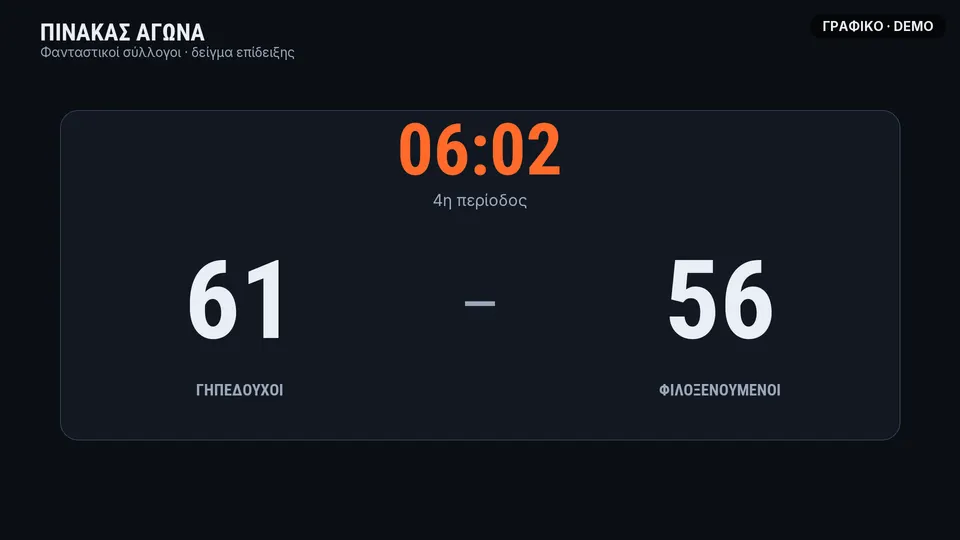 ΠΙΝΑΚΑΣ ΑΓΩΝΑ
Φανταστικοί σύλλογοι · δείγμα επίδειξης
ΓΡΑΦΙΚΟ · DEMO
06:02
4η περίοδος
61 – 56
ΓΗΠΕΔΟΥΧΟΙ
ΦΙΛΟΞΕΝΟΥΜΕΝΟΙ